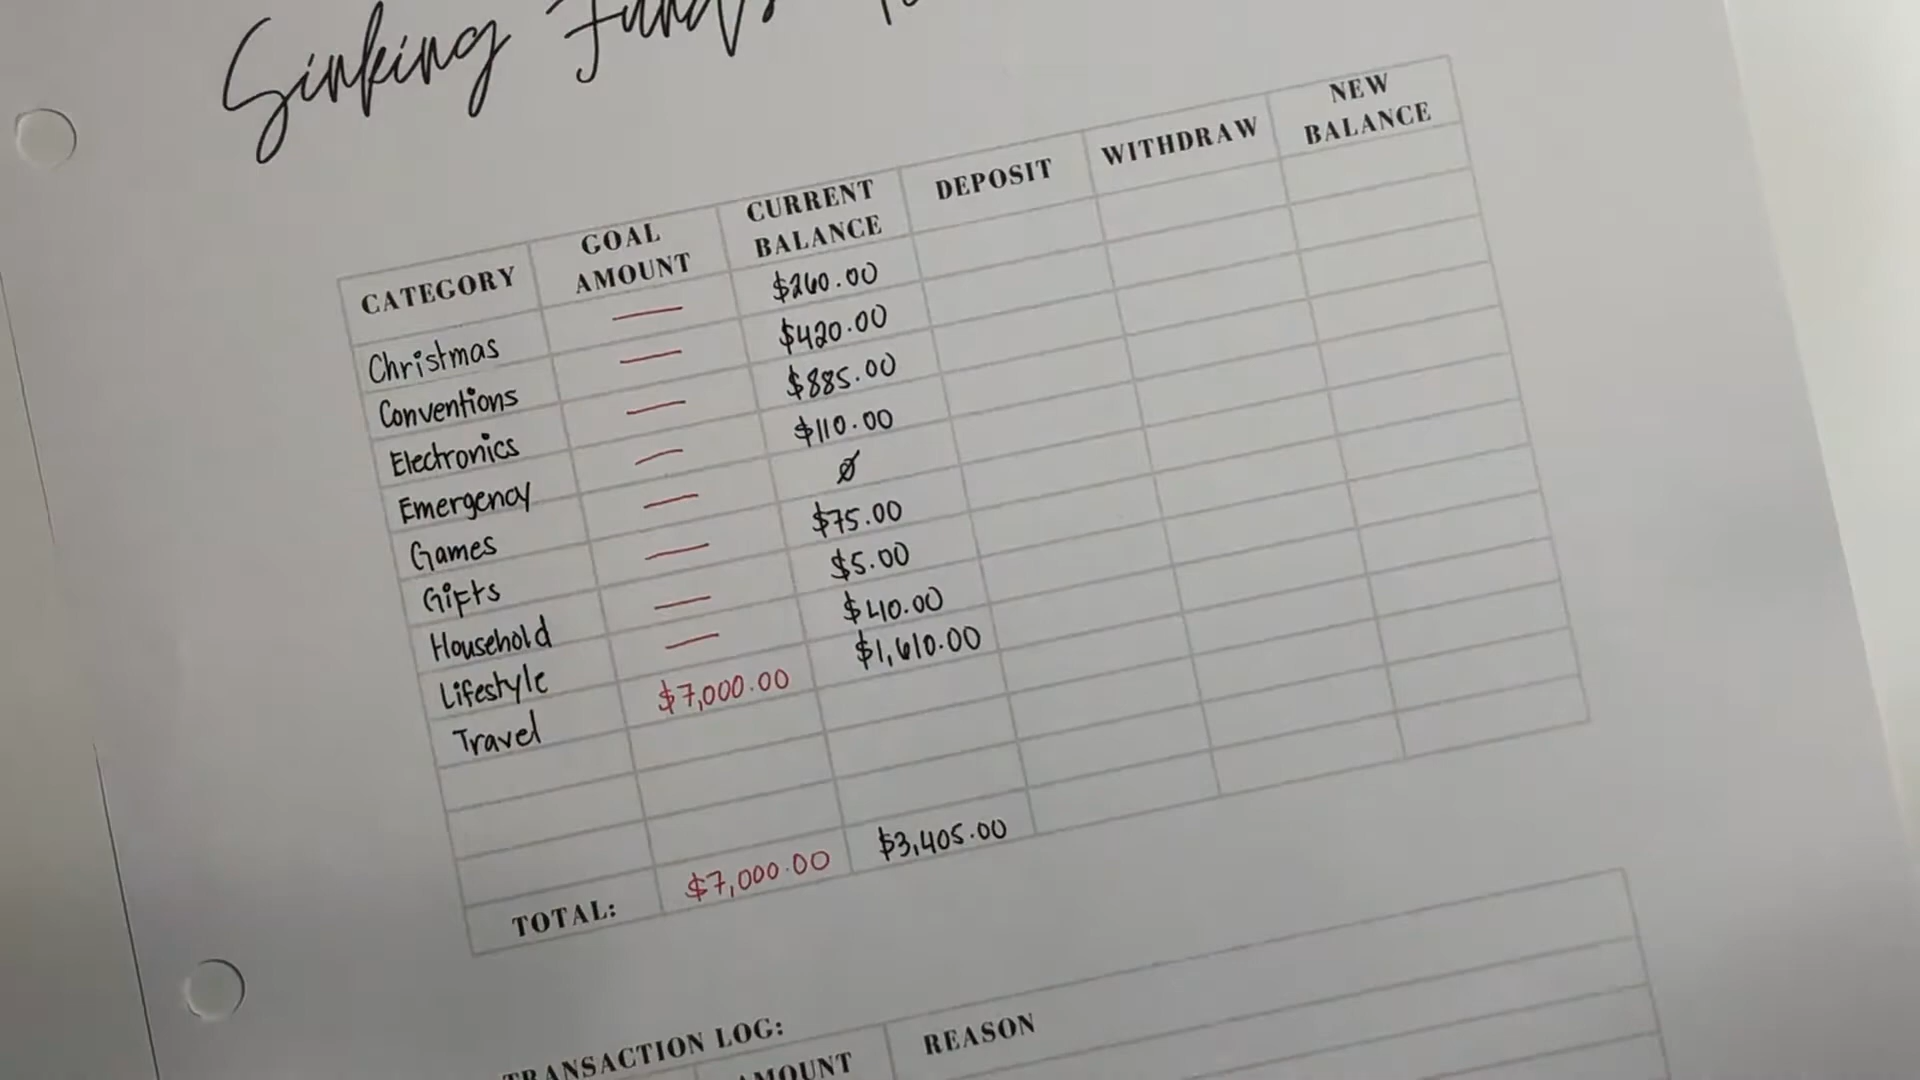 Sinking Funds
CATEGORY GOAL AMOUNT CURRENT BALANCE DEPOSIT WITHDRAW NEW BALANCE
Christmas — $260.00
Conventions — $420.00
Electronics — $885.00
Emergency — $110.00
Games — Ø
Gifts — $75.00
Household — $5.00
Lifestyle — $40.00
Travel $7,000.00 $1,610.00
TOTAL: $7,000.00 $3,405.00
TRANSACTION LOG:
AMOUNT REASON